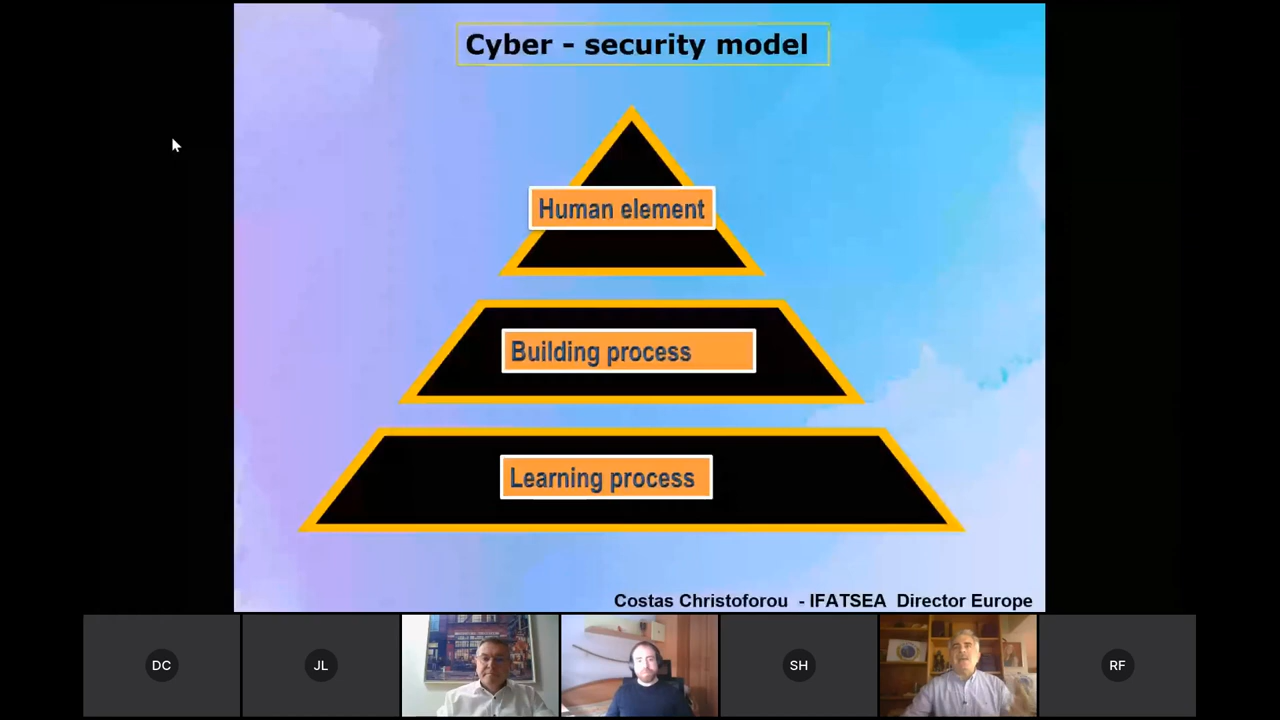 Cyber - security model
Human element
Building process
Learning process
Costas Christoforou - IFATSEA Director Europe
DC
JL
SH
RF